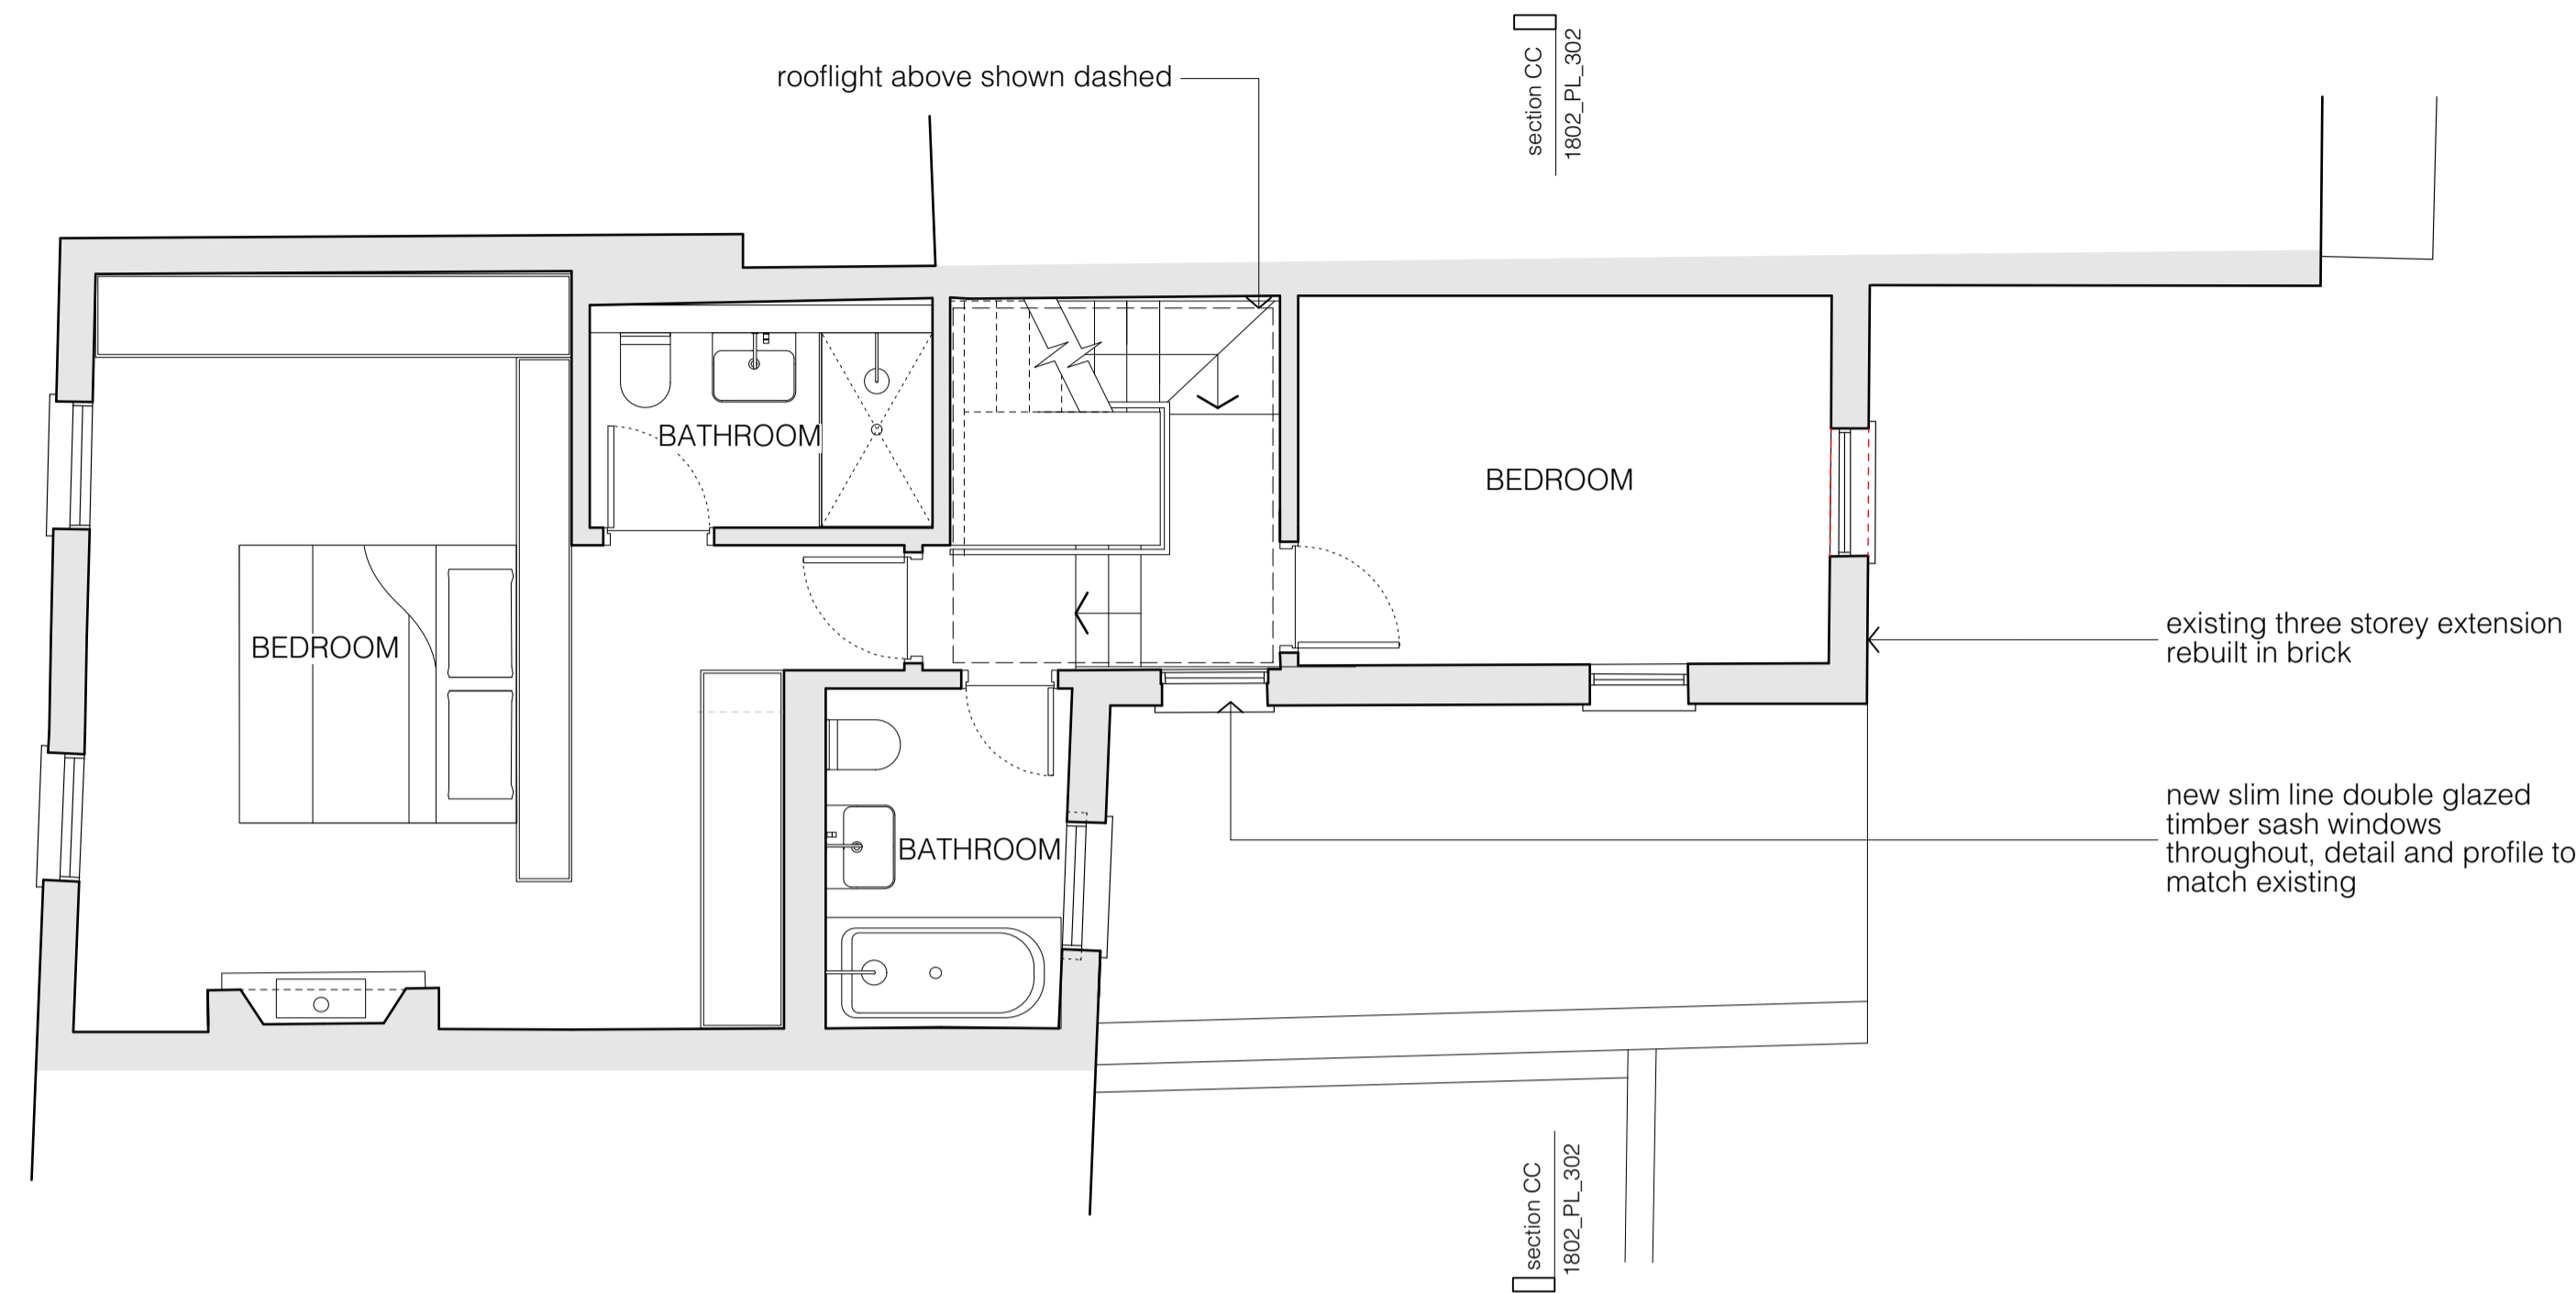 section CC
1802_PL_302
rooflight above shown dashed
BATHROOM
BEDROOM
BEDROOM
existing three storey extension
rebuilt in brick
new slim line double glazed
timber sash windows
throughout, detail and profile to
match existing
BATHROOM
section CC
1802_PL_302